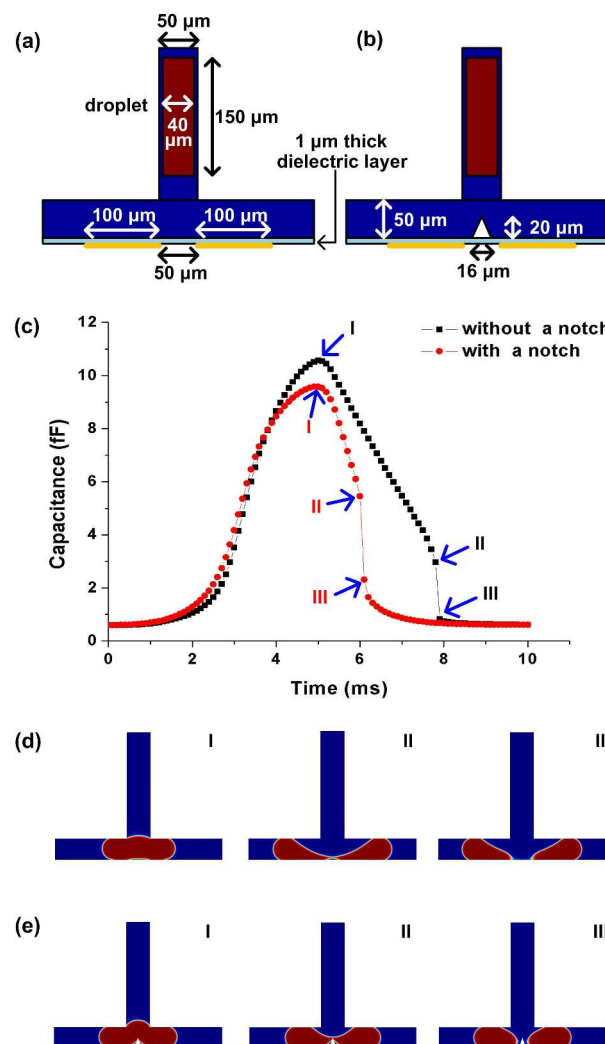 (a)
50 μm
(b)
droplet
40 μm
150 μm
1 μm thick
dielectric layer
100 μm
100 μm
50 μm
50 μm
20 μm
16 μm
(c)
12
10
8
6
4
2
0
Capacitance (fF)
0
2
4
6
8
10
Time (ms)
without a notch
with a notch
I
I
II
II
III
III
(d)
I
II
(e)
I
II
III